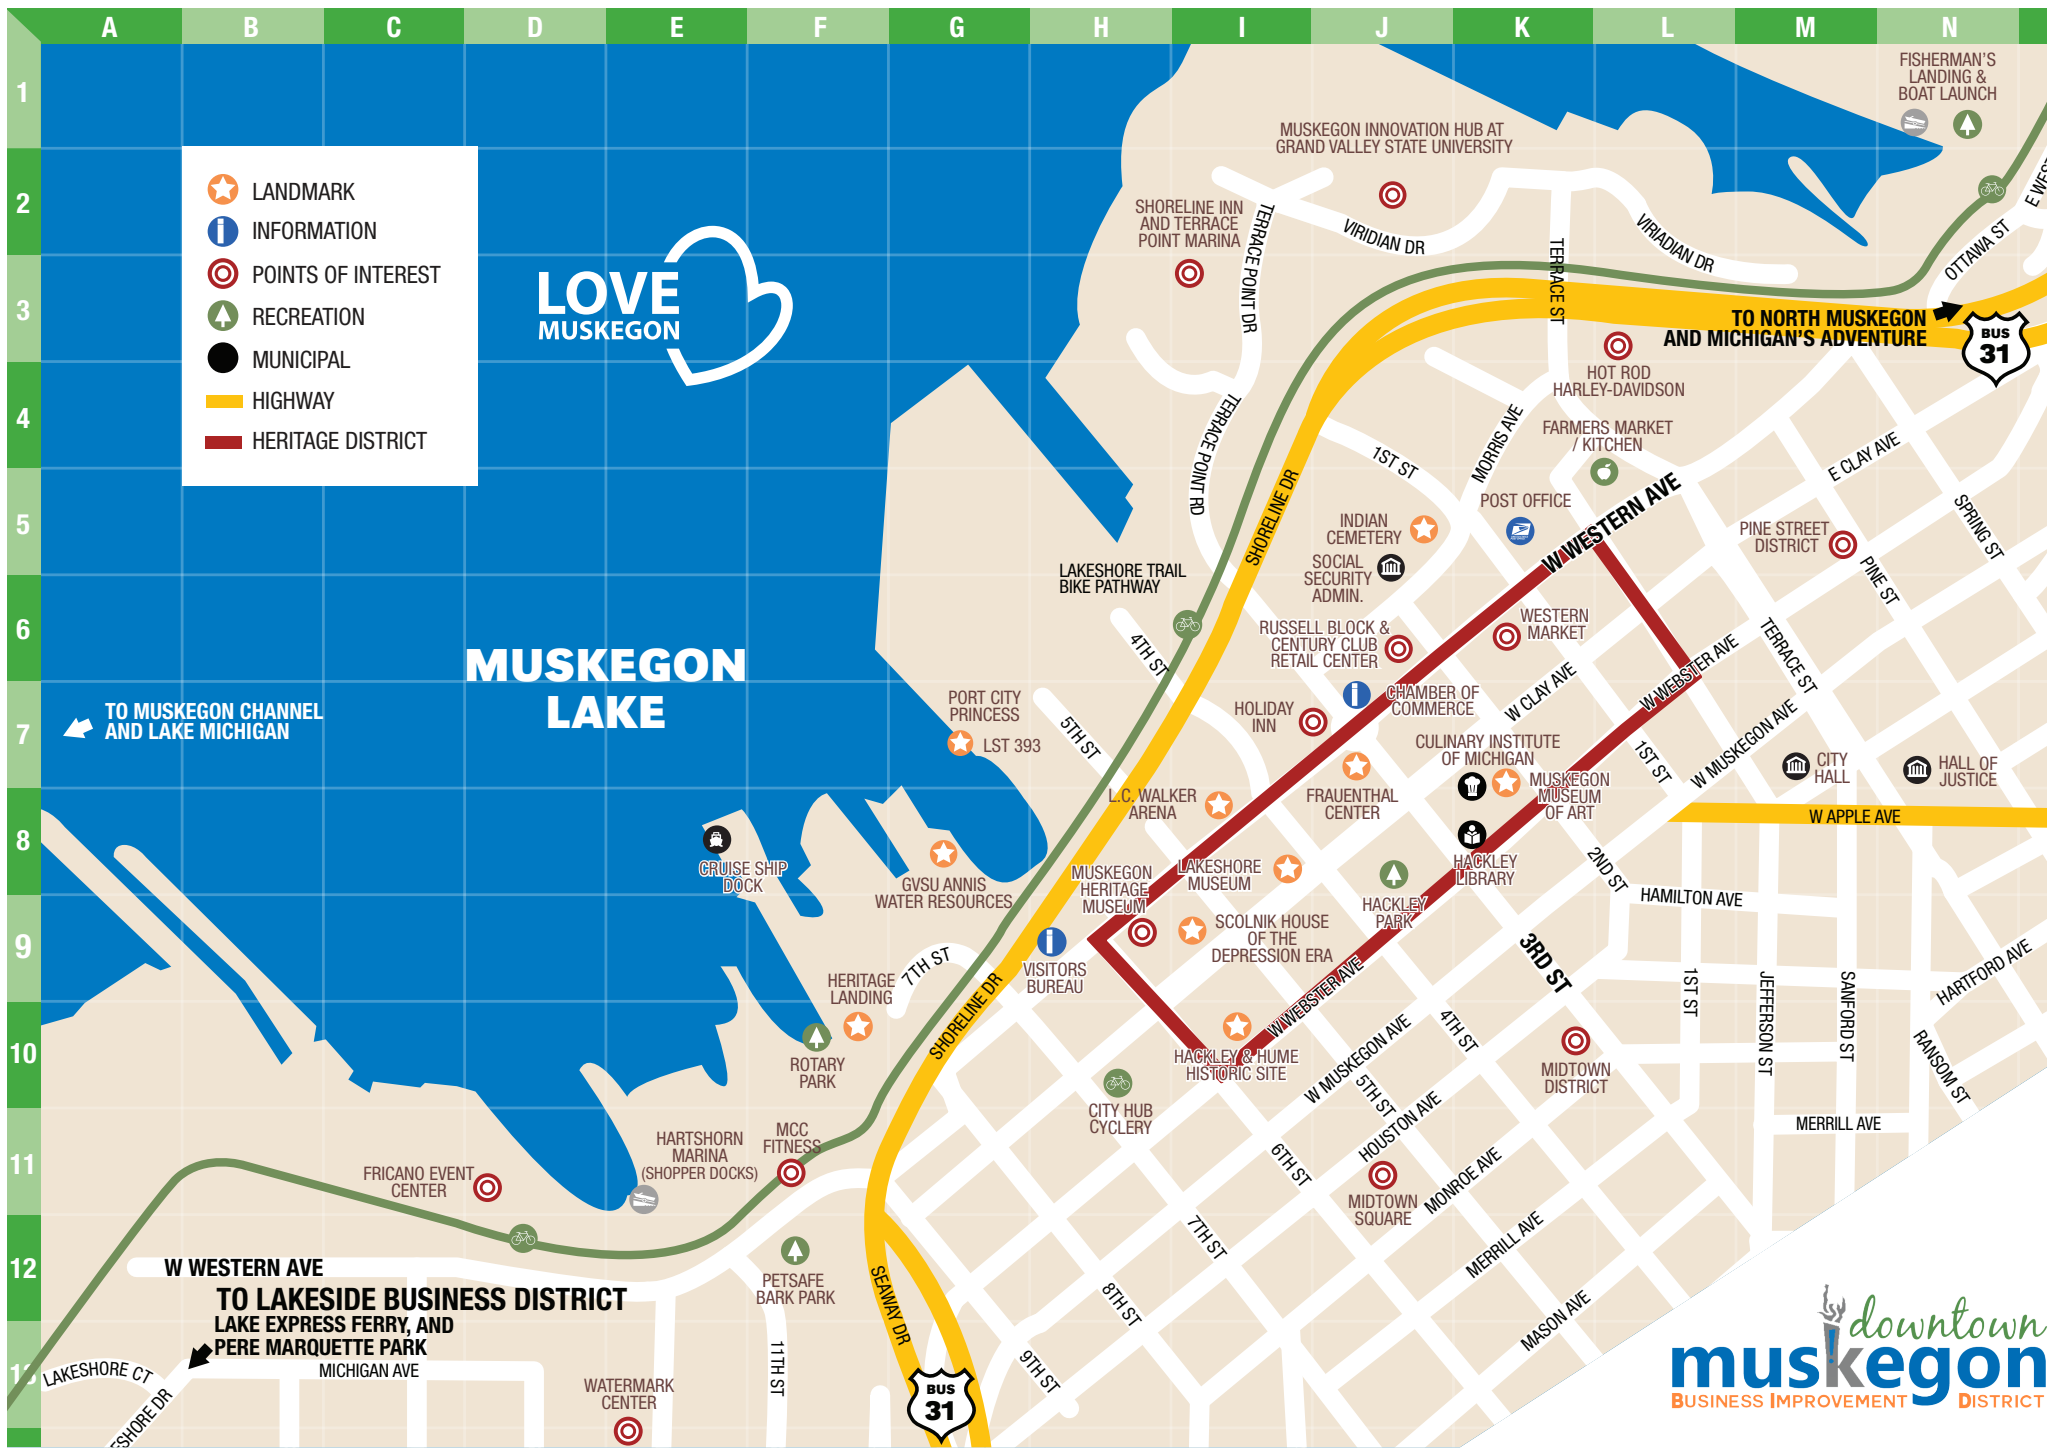 A B C D E F G H I J K L M N
1
2
3
4
5
6
7
8
9
10
11
12
LANDMARK
INFORMATION
POINTS OF INTEREST
RECREATION
MUNICIPAL
HIGHWAY
HERITAGE DISTRICT
LOVE
MUSKEGON
MUSKEGON
LAKE
TO MUSKEGON CHANNEL
AND LAKE MICHIGAN
FISHERMAN'S
LANDING &
BOAT LAUNCH
MUSKEGON INNOVATION HUB AT
GRAND VALLEY STATE UNIVERSITY
SHORELINE INN
AND TERRACE
POINT MARINA
TERRACE POINT DR
VIRIDIAN DR
TERRACE ST
VIRIADIAN DR
OTTAWA ST
TO NORTH MUSKEGON
AND MICHIGAN'S ADVENTURE
BUS
31
HOT ROD
HARLEY-DAVIDSON
TERRACE POINT RD
1ST ST
MORRIS AVE
FARMERS MARKET
/ KITCHEN
E CLAY AVE
SHORELINE DR
INDIAN
CEMETERY
POST OFFICE
W WESTERN AVE
PINE STREET
DISTRICT
SPRING ST
PINE ST
SOCIAL
SECURITY
ADMIN.
LAKESHORE TRAIL
BIKE PATHWAY
4TH ST
RUSSELL BLOCK &
CENTURY CLUB
RETAIL CENTER
WESTERN
MARKET
TERRACE ST
W WEBSTER AVE
W CLAY AVE
PORT CITY
PRINCESS
LST 393
5TH ST
HOLIDAY
INN
CHAMBER OF
COMMERCE
CULINARY INSTITUTE
OF MICHIGAN
1ST ST
W MUSKEGON AVE
CITY
HALL
HALL OF
JUSTICE
L.C. WALKER
ARENA
FRAUENTHAL
CENTER
MUSKEGON
MUSEUM
OF ART
W APPLE AVE
CRUISE SHIP
DOCK
GVSU ANNIS
WATER RESOURCES
MUSKEGON
HERITAGE
MUSEUM
LAKESHORE
MUSEUM
HACKLEY
LIBRARY
2ND ST
HAMILTON AVE
HACKLEY
PARK
SCOLNIK HOUSE
OF THE
DEPRESSION ERA
3RD ST
VISITORS
BUREAU
7TH ST
HERITAGE
LANDING
SHORELINE DR
W WEBSTER AVE
1ST ST
JEFFERSON ST
SANFORD ST
HARTFORD AVE
RANSOM ST
ROTARY
PARK
HACKLEY & HUME
HISTORIC SITE
W MUSKEGON AVE
4TH ST
MIDTOWN
DISTRICT
CITY HUB
CYCLERY
5TH ST
HOUSTON AVE
MERRILL AVE
HARTSHORN
MARINA
(SHOPPER DOCKS)
MCC
FITNESS
FRICANO EVENT
CENTER
6TH ST
MIDTOWN
SQUARE
MONROE AVE
7TH ST
MERRILL AVE
W WESTERN AVE
TO LAKESIDE BUSINESS DISTRICT
LAKE EXPRESS FERRY, AND
PERE MARQUETTE PARK
PETSAFE
BARK PARK
SEAWAY DR
8TH ST
MASON AVE
LAKESHORE CT
MICHIGAN AVE
11TH ST
9TH ST
WATERMARK
CENTER
BUS
31
downtown
muskegon
BUSINESS IMPROVEMENT DISTRICT